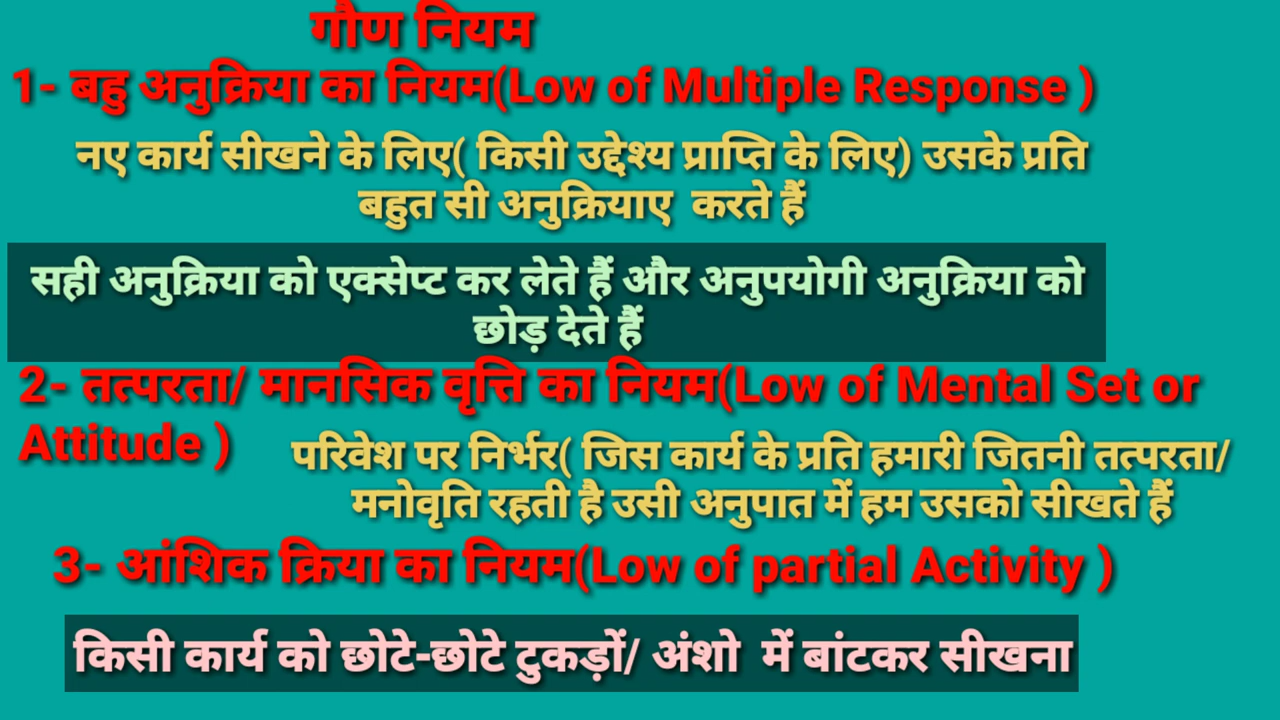 गौण नियम
1- बहु अनुक्रिया का नियम(Low of Multiple Response )
नए कार्य सीखने के लिए( किसी उद्देश्य प्राप्ति के लिए) उसके प्रति
बहुत सी अनुक्रियाए करते हैं
सही अनुक्रिया को एक्सेप्ट कर लेते हैं और अनुपयोगी अनुक्रिया को
छोड़ देते हैं
2- तत्परता/ मानसिक वृत्ति का नियम(Low of Mental Set or
Attitude )
परिवेश पर निर्भर( जिस कार्य के प्रति हमारी जितनी तत्परता/
मनोवृति रहती है उसी अनुपात में हम उसको सीखते हैं
3- आंशिक क्रिया का नियम(Low of partial Activity )
किसी कार्य को छोटे-छोटे टुकड़ों/ अंशो में बांटकर सीखना